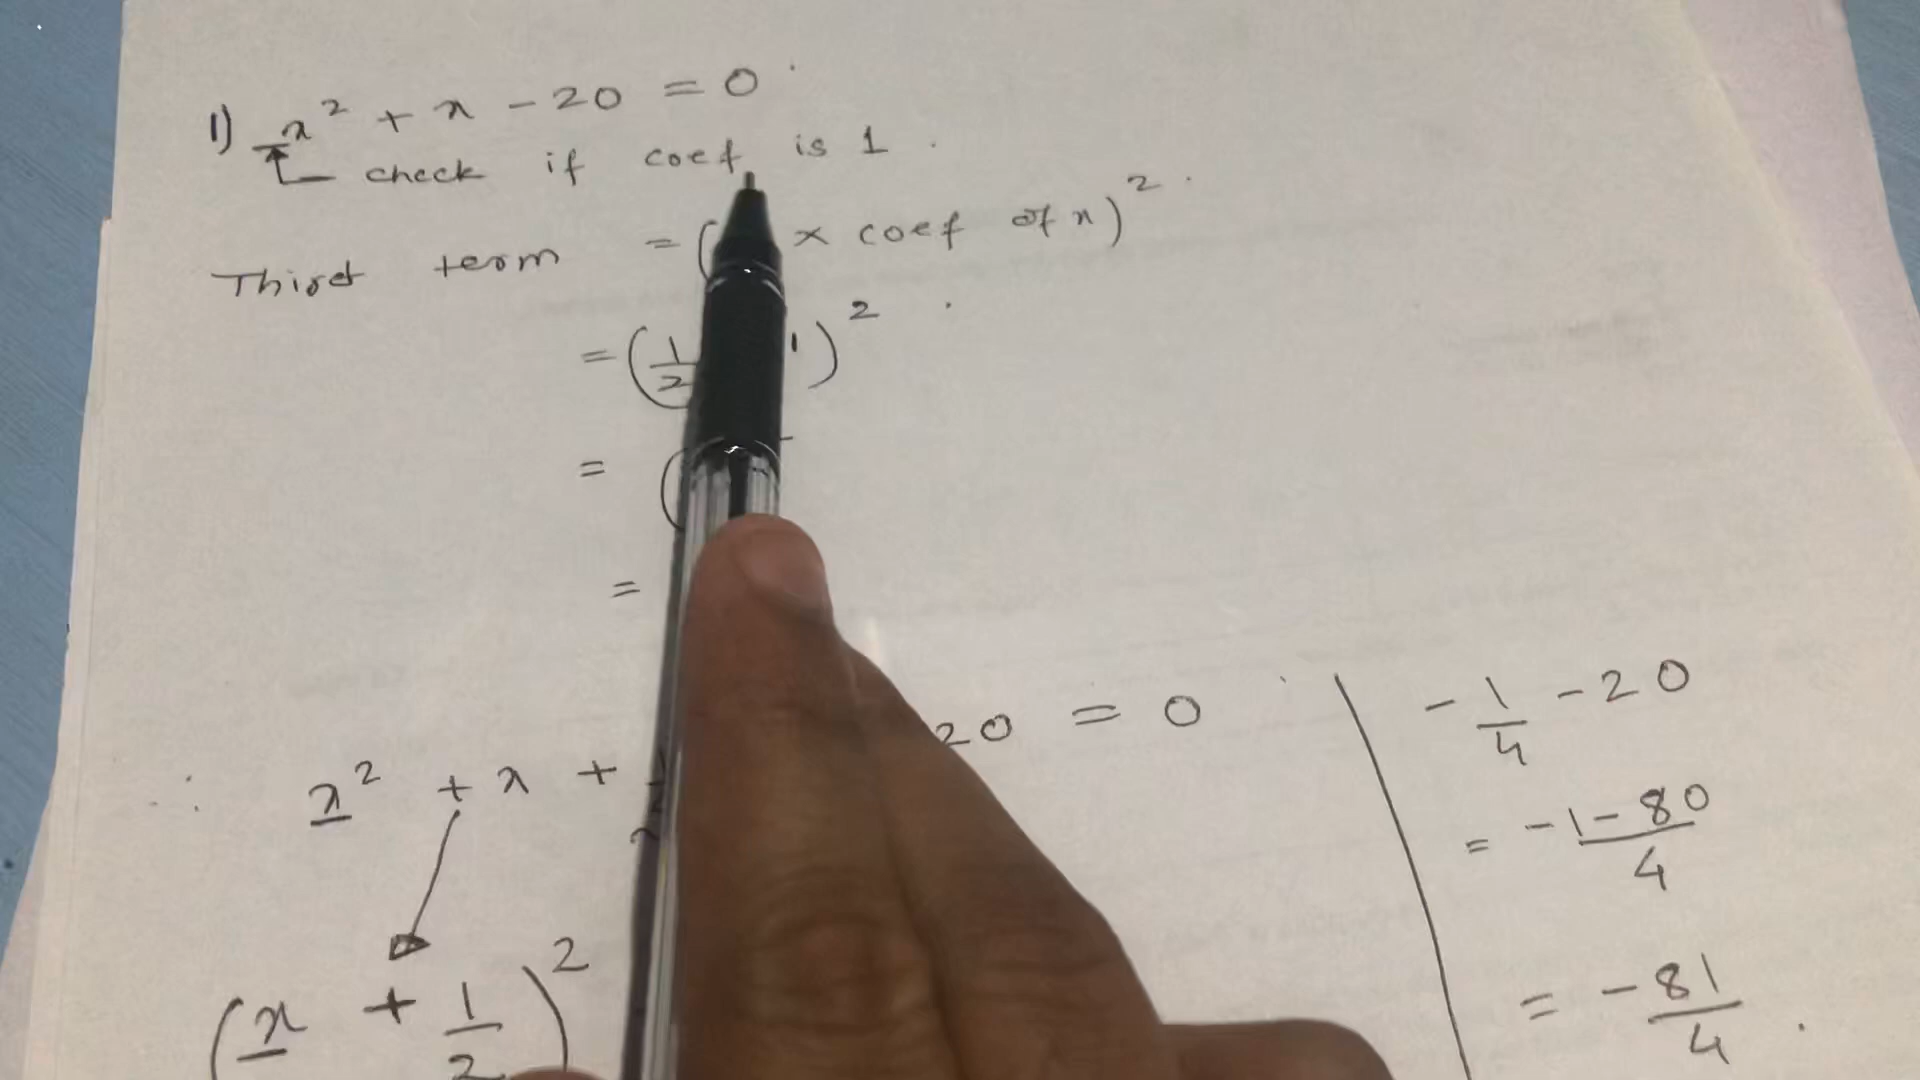 1) x² + x - 20 = 0
check if coef is 1.
Third term = ( × coef of x)²
= (1/2 1)²
= (
=
∴ x² + x + 20 = 0
(x + 1/2)²
-1/4 - 20
= -1-80/4
= -81/4